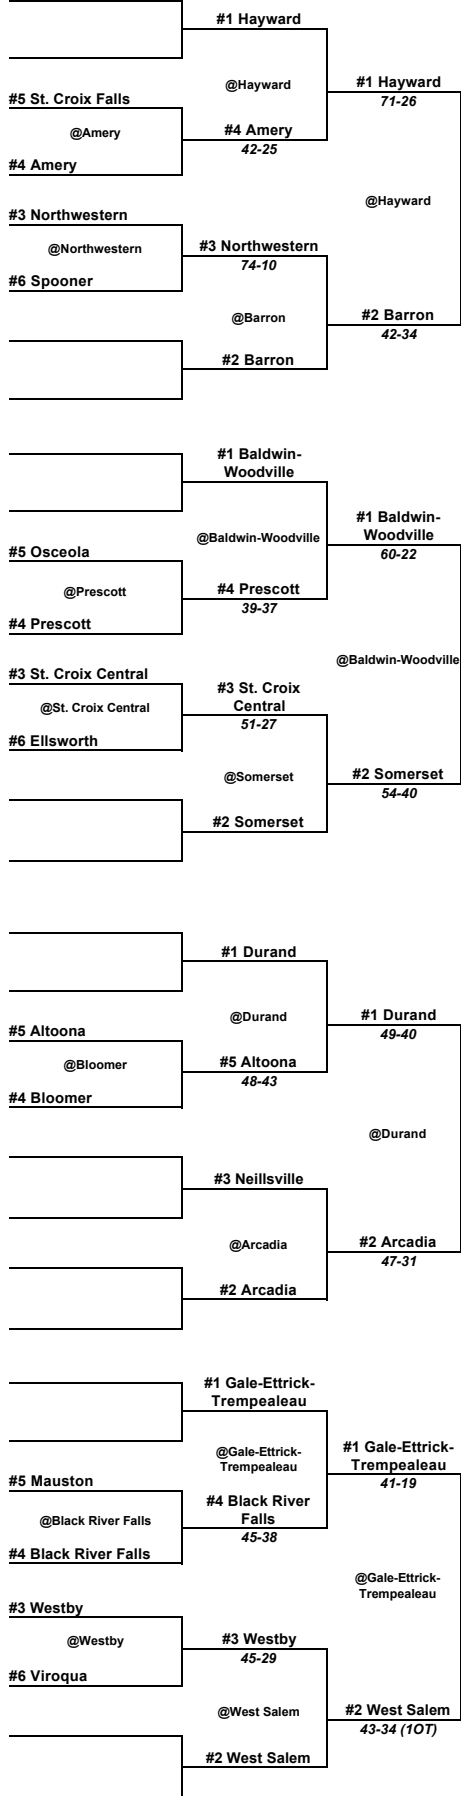 #1 Hayward
@Hayward
#1 Hayward
71-26
#5 St. Croix Falls
@Amery
#4 Amery
42-25
#4 Amery
@Hayward
#3 Northwestern
@Northwestern
#3 Northwestern
74-10
#6 Spooner
@Barron
#2 Barron
42-34
#2 Barron
#1 Baldwin-
Woodville
@Baldwin-Woodville
#1 Baldwin-
Woodville
60-22
#5 Osceola
@Prescott
#4 Prescott
39-37
#4 Prescott
@Baldwin-Woodville
#3 St. Croix Central
@St. Croix Central
#3 St. Croix
Central
51-27
#6 Ellsworth
@Somerset
#2 Somerset
54-40
#2 Somerset
#1 Durand
@Durand
#1 Durand
49-40
#5 Altoona
@Bloomer
#5 Altoona
48-43
#4 Bloomer
@Durand
#3 Neillsville
@Arcadia
#2 Arcadia
47-31
#2 Arcadia
#1 Gale-Ettrick-
Trempealeau
@Gale-Ettrick-
Trempealeau
#1 Gale-Ettrick-
Trempealeau
41-19
#5 Mauston
@Black River Falls
#4 Black River
Falls
45-38
#4 Black River Falls
@Gale-Ettrick-
Trempealeau
#3 Westby
@Westby
#3 Westby
45-29
#6 Viroqua
@West Salem
#2 West Salem
43-34 (1OT)
#2 West Salem